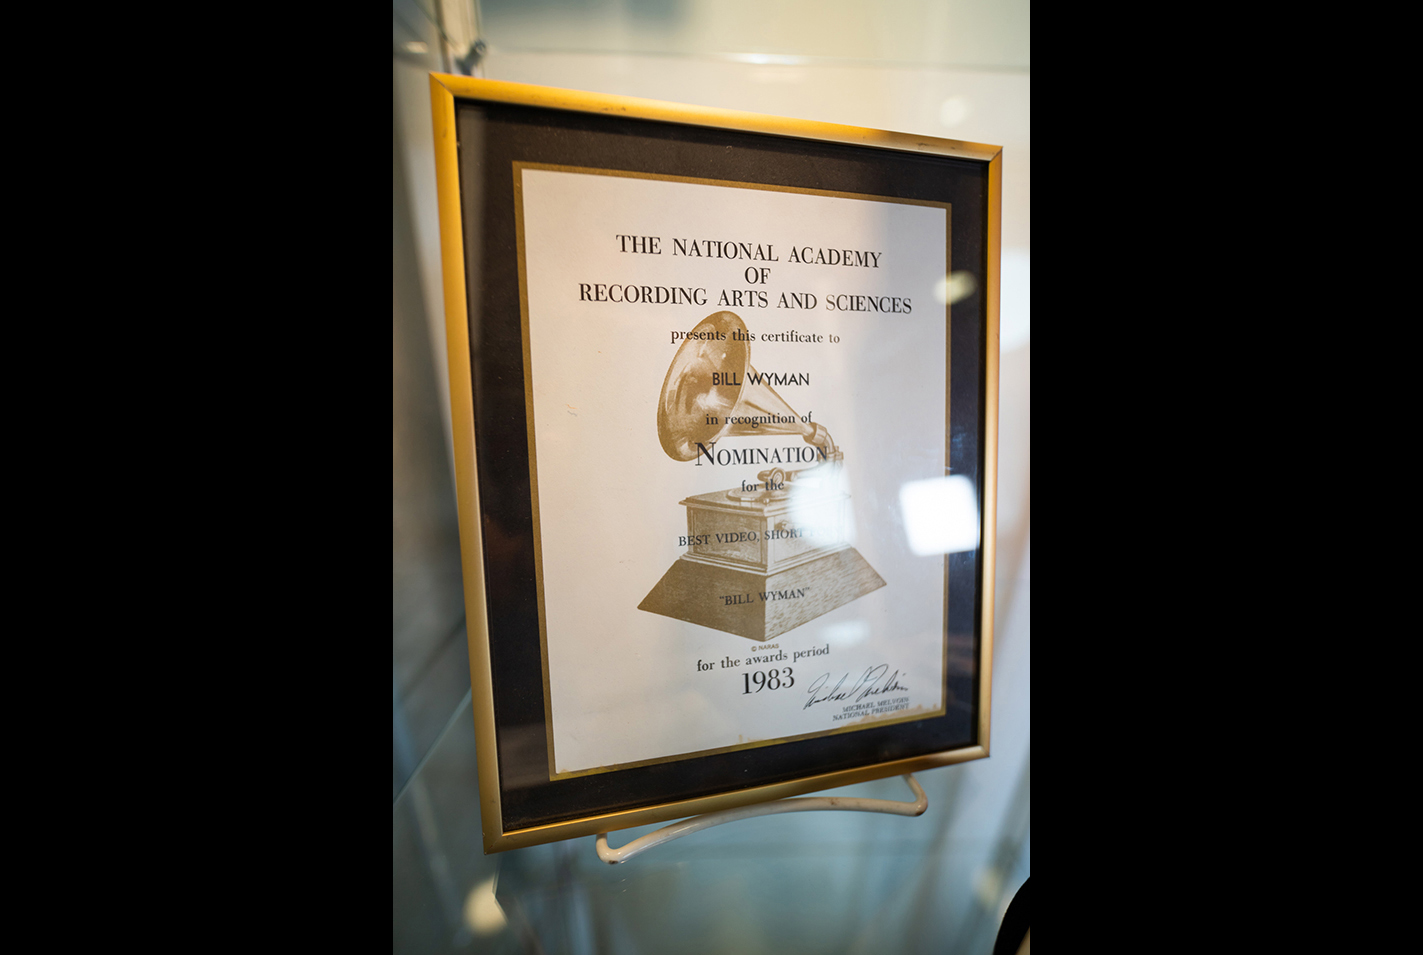 THE NATIONAL ACADEMY
OF
RECORDING ARTS AND SCIENCES
presents this certificate to
BILL WYMAN
in recognition of
NOMINATION
for the
BEST VIDEO, SHORT
"BILL WYMAN"
© NARAS
for the awards period
1983
MICHAEL MELVOIN
NATIONAL PRESIDENT